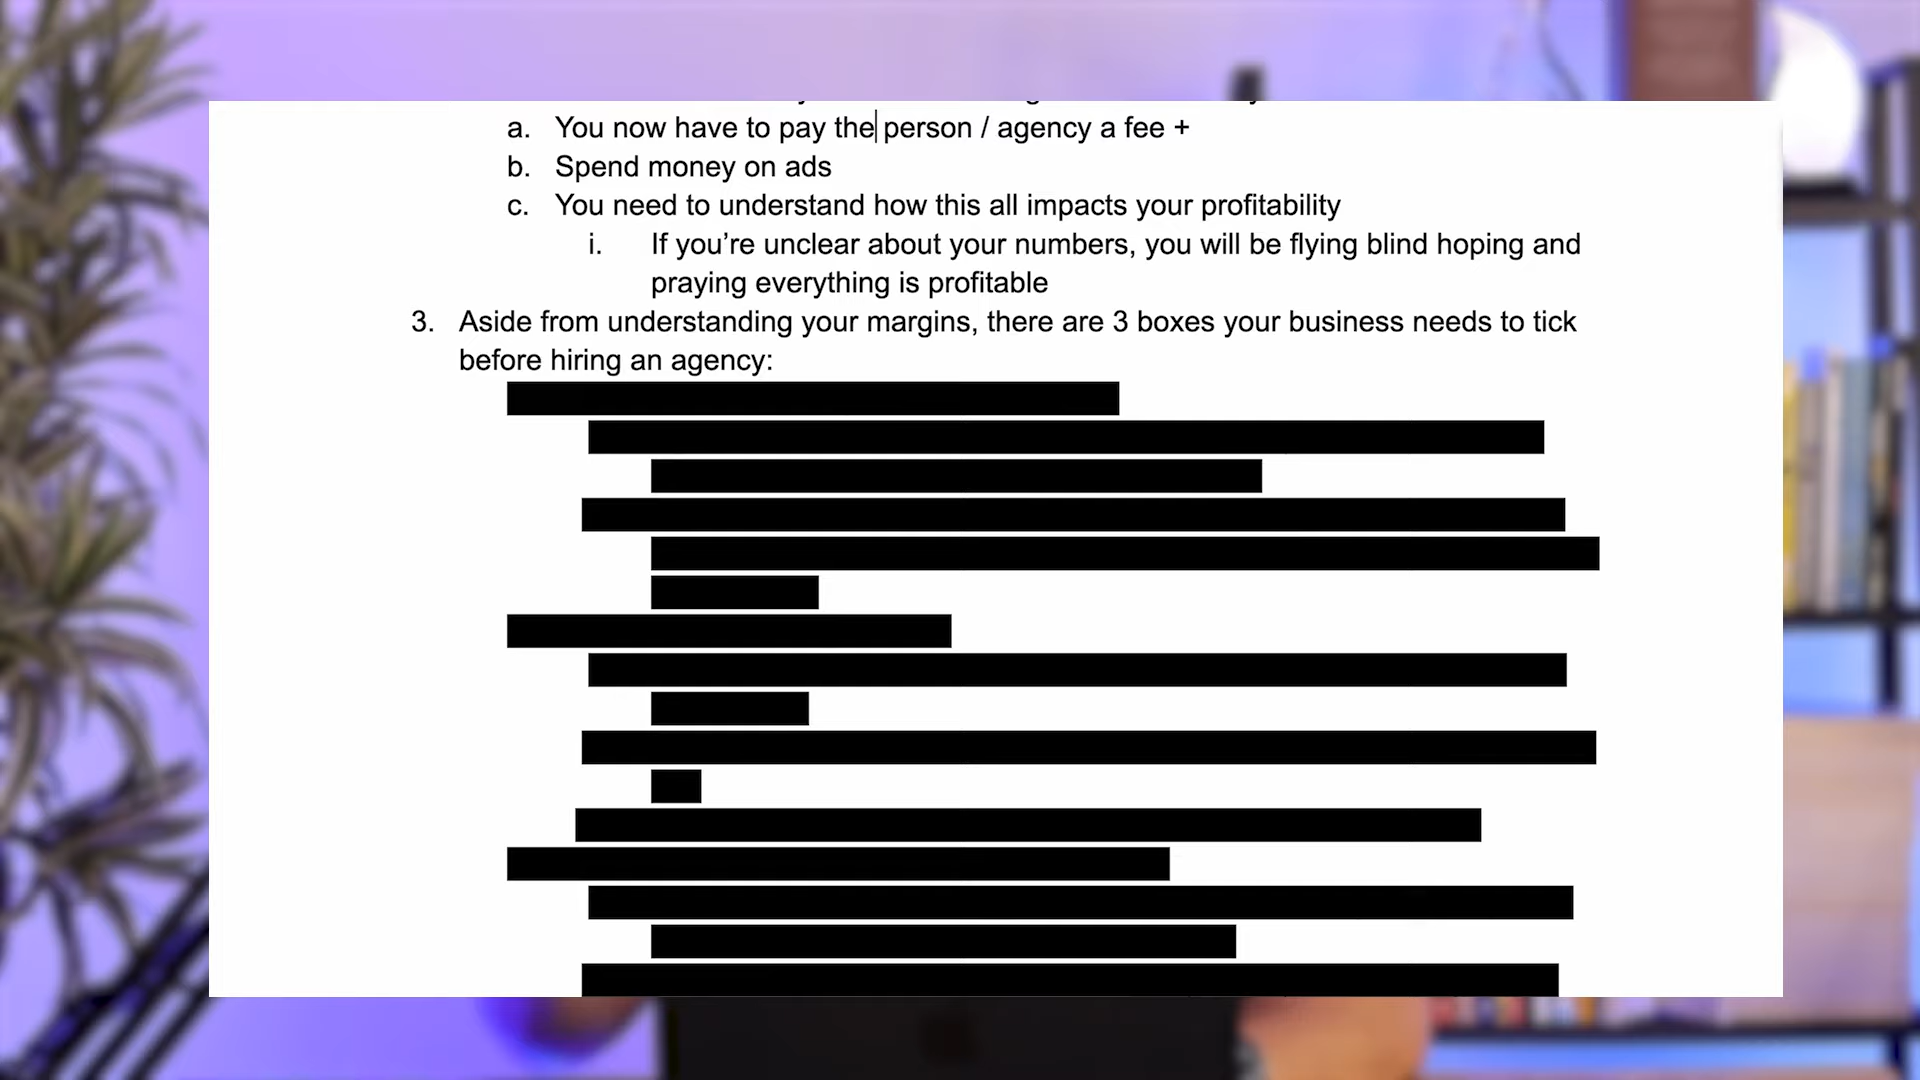 a. You now have to pay the person / agency a fee +
b. Spend money on ads
c. You need to understand how this all impacts your profitability
i. If you’re unclear about your numbers, you will be flying blind hoping and
praying everything is profitable
3. Aside from understanding your margins, there are 3 boxes your business needs to tick
before hiring an agency: